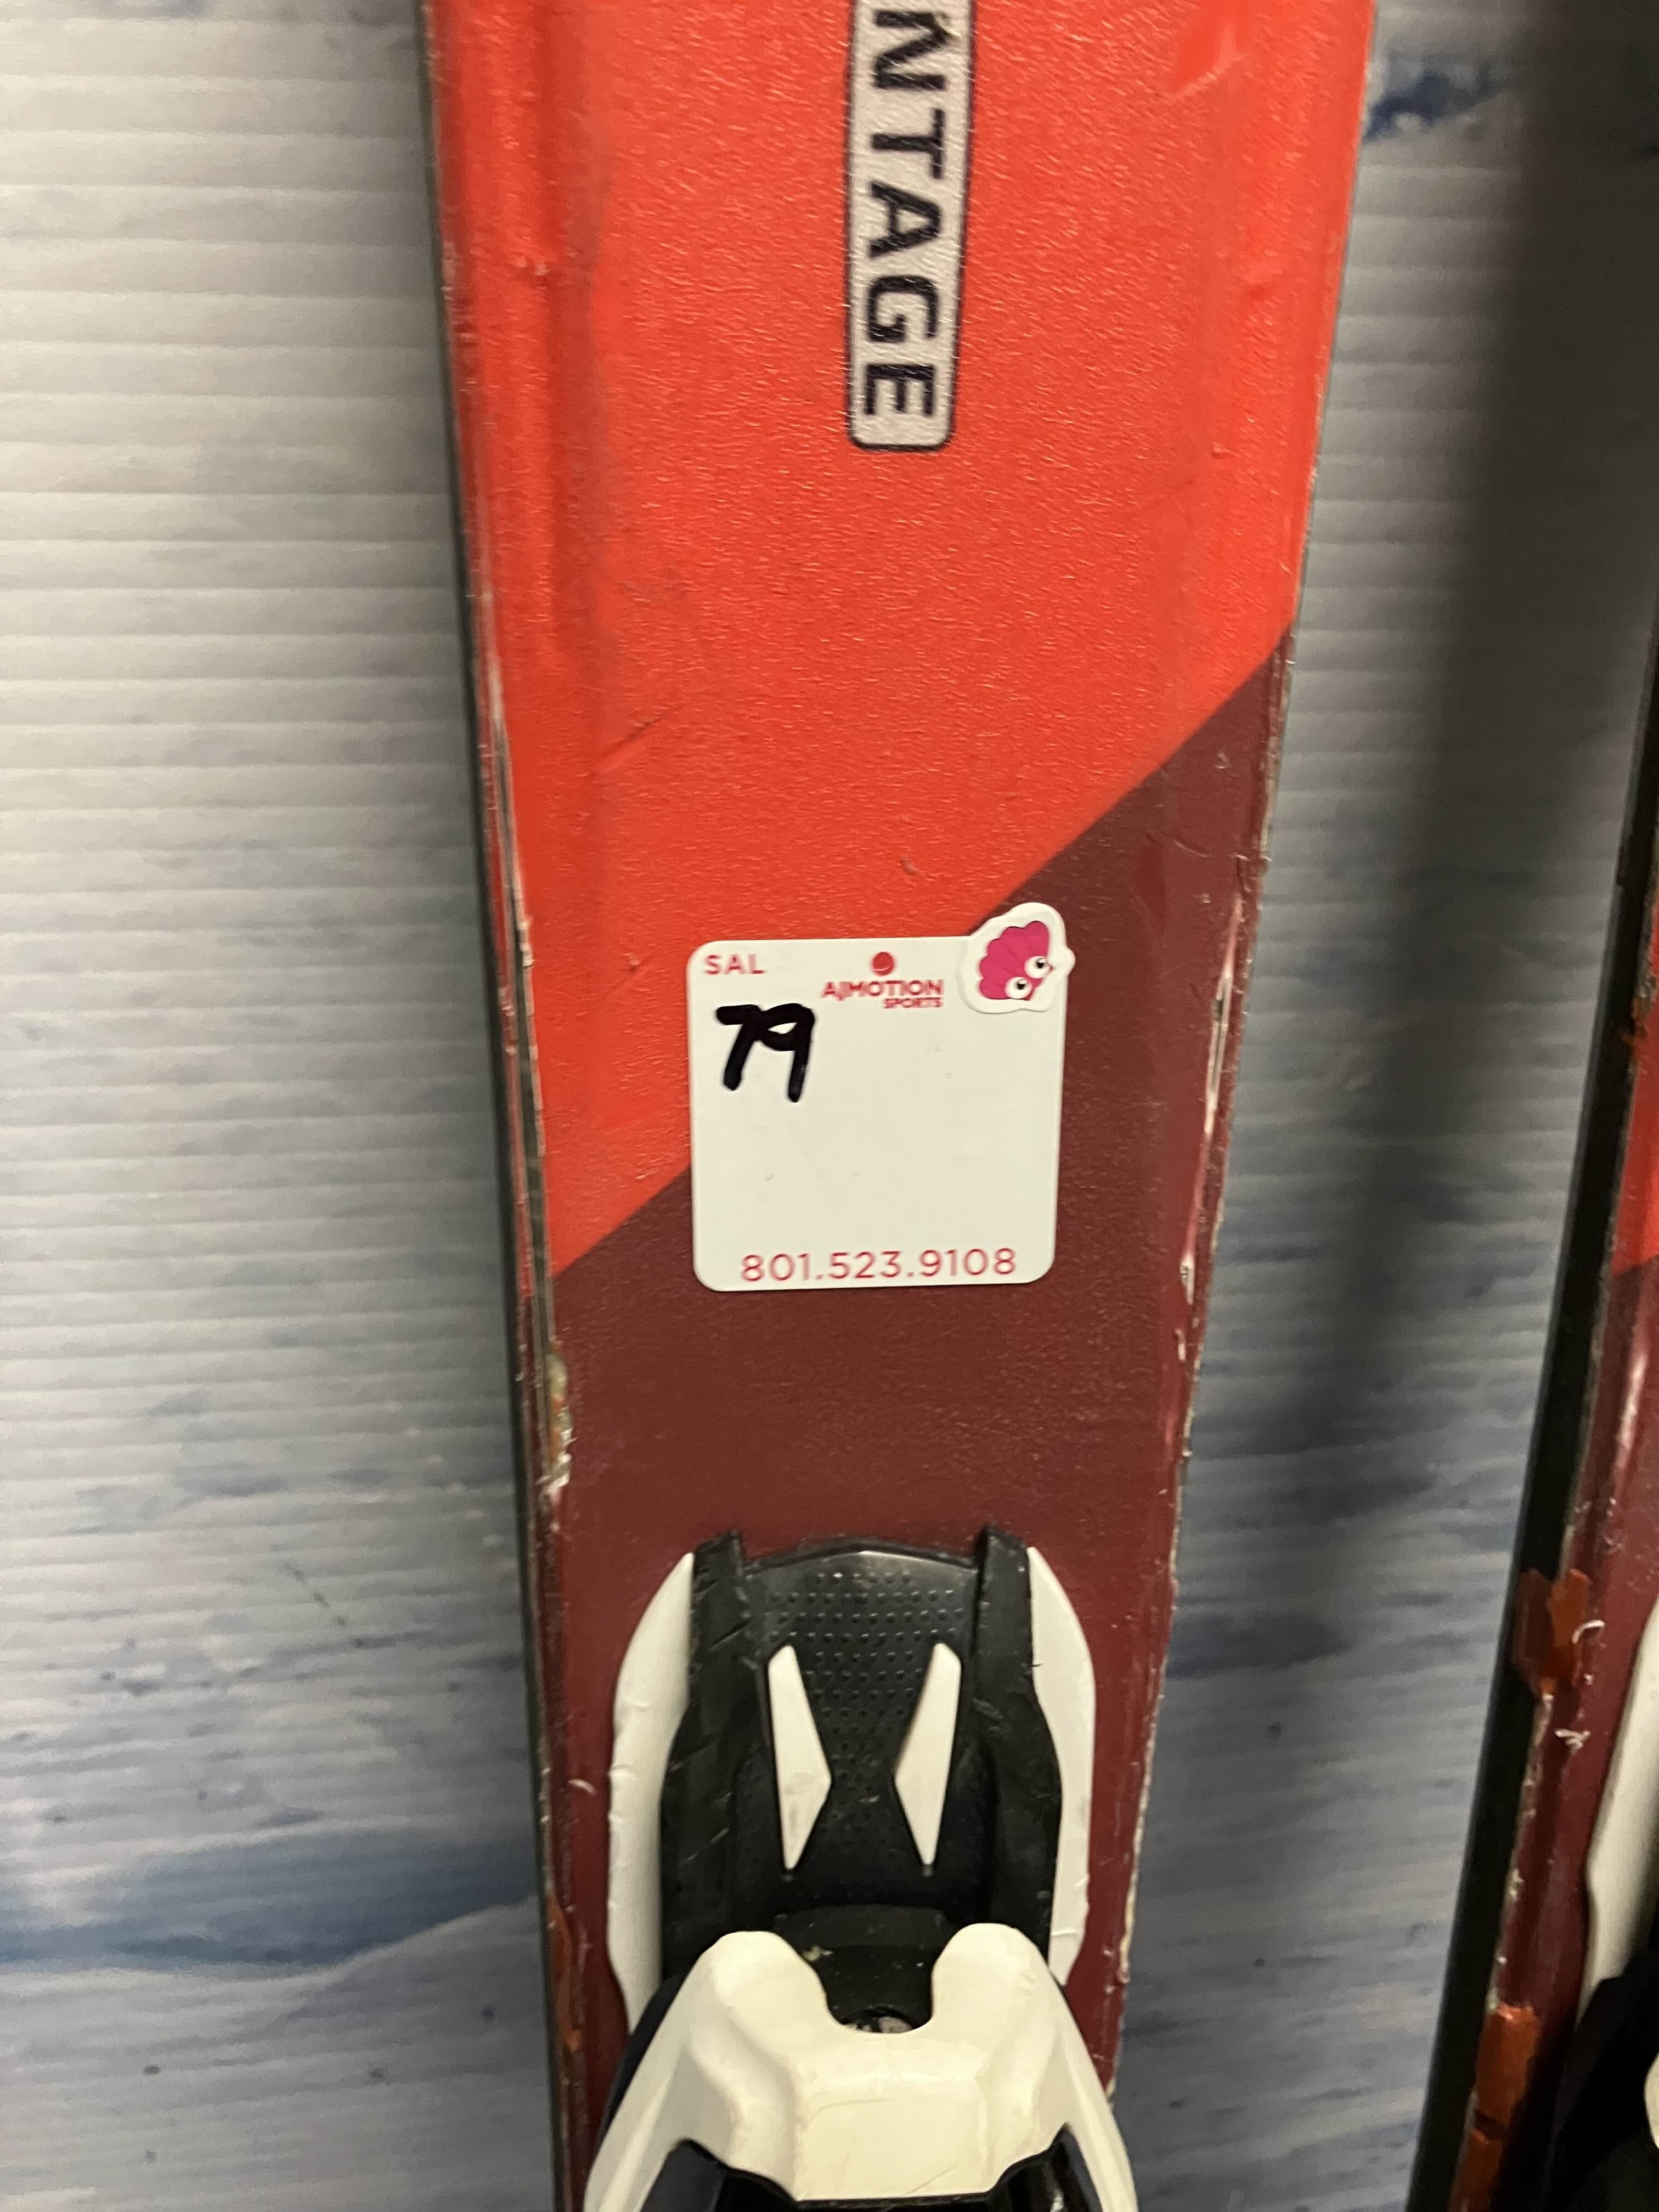 NTAGE
SAL
AJMOTION
SPORTS
79
801.523.9108